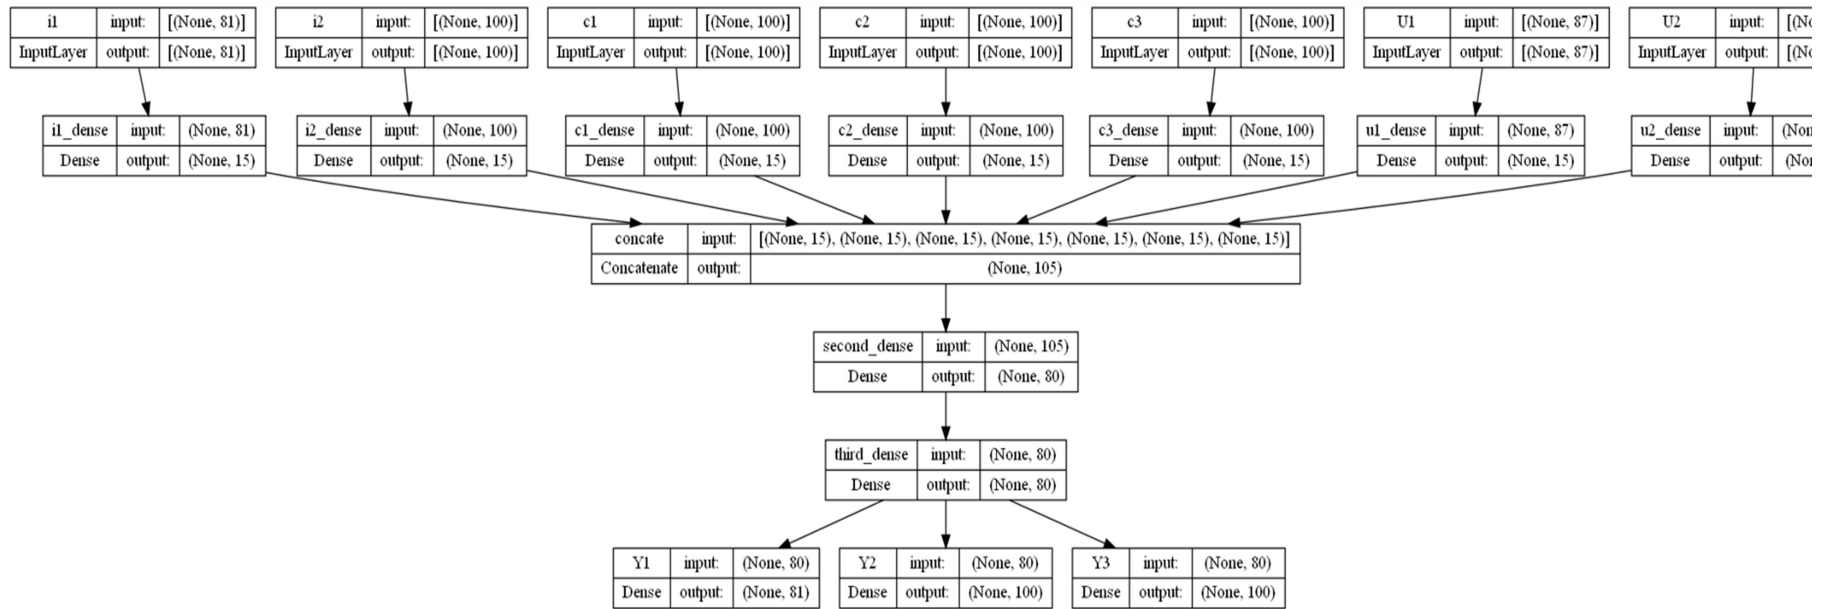 i1 input: [(None, 81)]
InputLayer output: [(None, 81)]
i2 input: [(None, 100)]
InputLayer output: [(None, 100)]
c1 input: [(None, 100)]
InputLayer output: [(None, 100)]
c2 input: [(None, 100)]
InputLayer output: [(None, 100)]
c3 input: [(None, 100)]
InputLayer output: [(None, 100)]
U1 input: [(None, 87)]
InputLayer output: [(None, 87)]
U2 input:
InputLayer output:
i1_dense input: (None, 81)
Dense output: (None, 15)
i2_dense input: (None, 100)
Dense output: (None, 15)
c1_dense input: (None, 100)
Dense output: (None, 15)
c2_dense input: (None, 100)
Dense output: (None, 15)
c3_dense input: (None, 100)
Dense output: (None, 15)
u1_dense input: (None, 87)
Dense output: (None, 15)
u2_dense input:
Dense output:
concate input: [(None, 15), (None, 15), (None, 15), (None, 15), (None, 15), (None, 15), (None, 15)]
Concatenate output: (None, 105)
second_dense input: (None, 105)
Dense output: (None, 80)
third_dense input: (None, 80)
Dense output: (None, 80)
Y1 input: (None, 80)
Dense output: (None, 81)
Y2 input: (None, 80)
Dense output: (None, 100)
Y3 input: (None, 80)
Dense output: (None, 100)